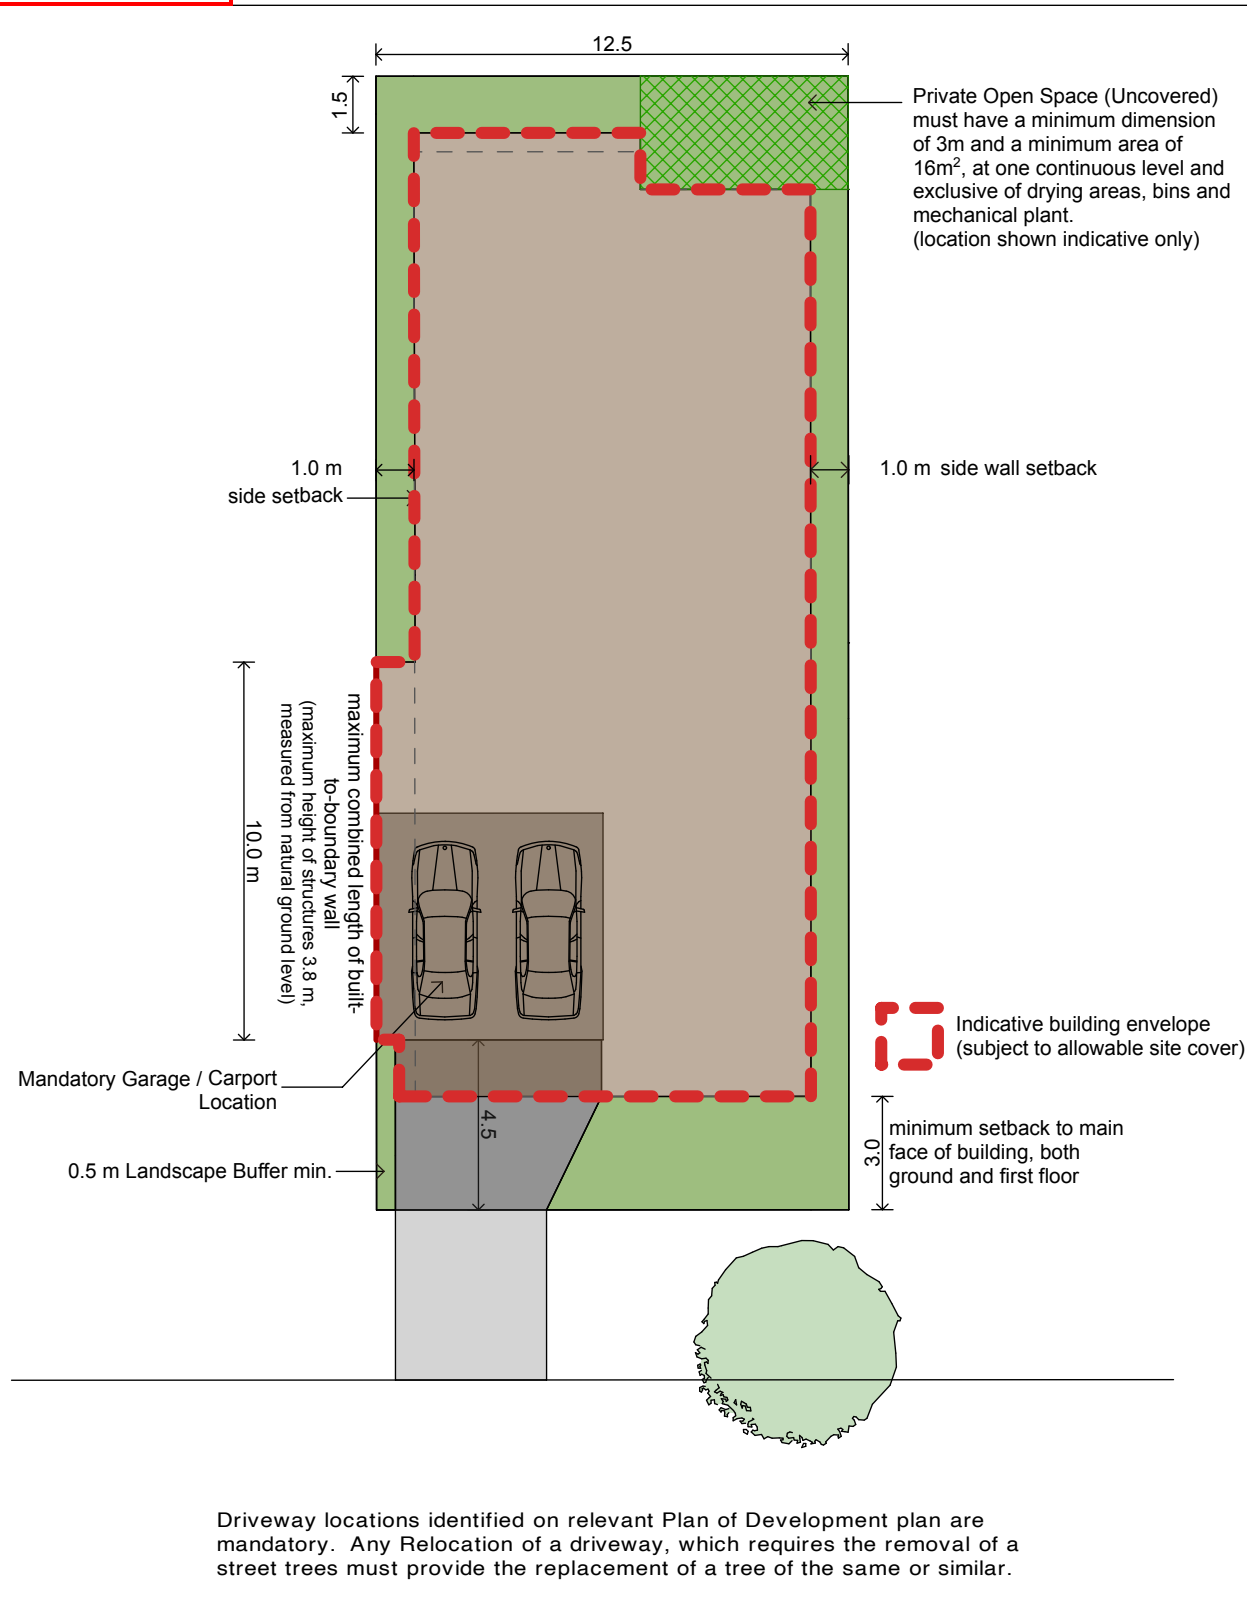 12.5
1.5
Private Open Space (Uncovered)
must have a minimum dimension
of 3m and a minimum area of
16m², at one continuous level and
exclusive of drying areas, bins and
mechanical plant.
(location shown indicative only)
1.0 m
side setback
1.0 m side wall setback
10.0 m
maximum combined length of built-
to-boundary wall
(maximum height of structures 3.8 m,
measured from natural ground level)
Indicative building envelope
(subject to allowable site cover)
Mandatory Garage / Carport
Location
4.5
3.0
minimum setback to main
face of building, both
ground and first floor
0.5 m Landscape Buffer min.
Driveway locations identified on relevant Plan of Development plan are
mandatory. Any Relocation of a driveway, which requires the removal of a
street trees must provide the replacement of a tree of the same or similar.